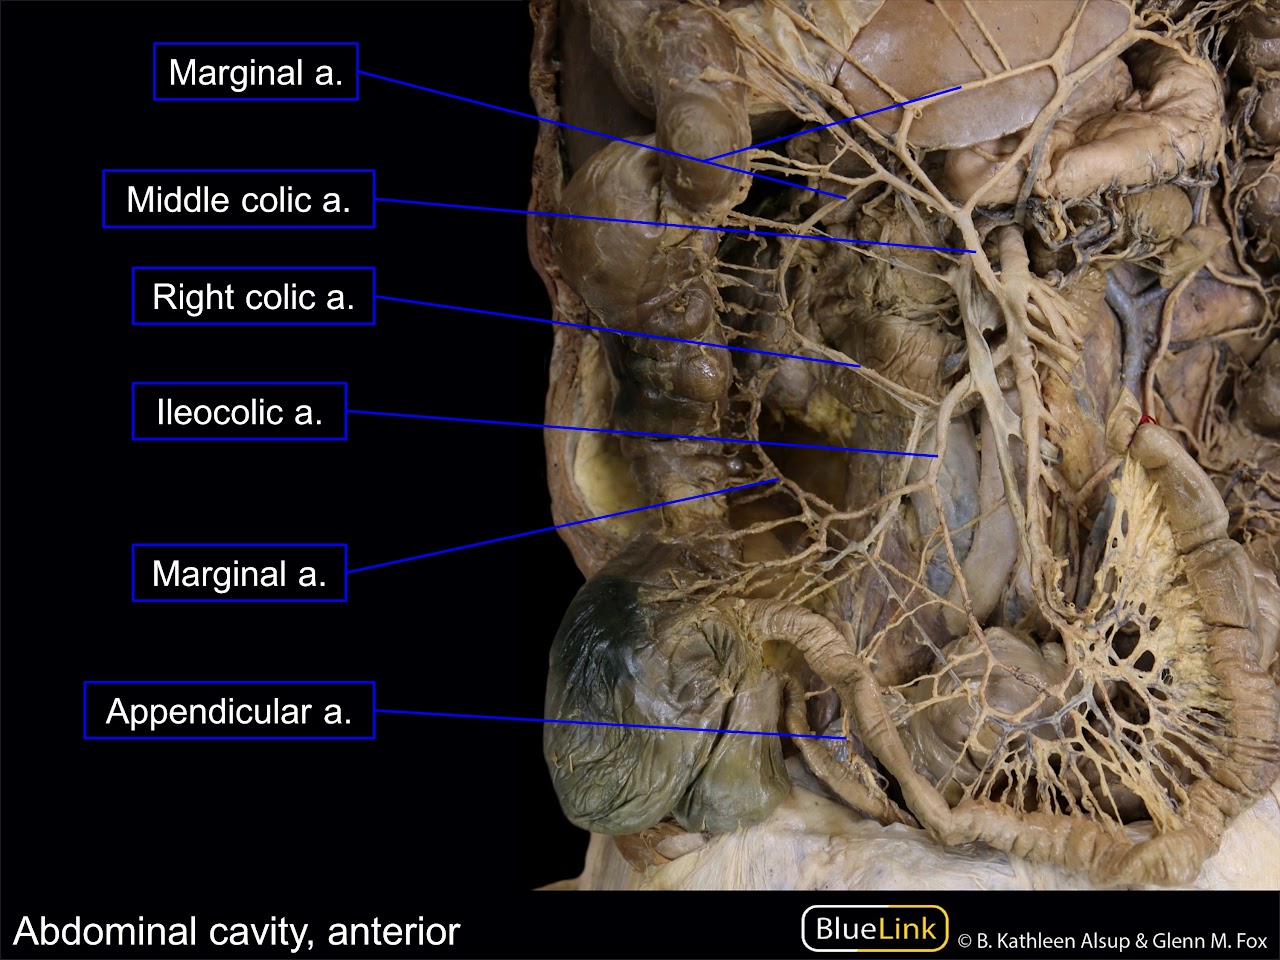 Marginal a.
Middle colic a.
Right colic a.
Ileocolic a.
Marginal a.
Appendicular a.
Abdominal cavity, anterior
BlueLink
© B. Kathleen Alsup & Glenn M. Fox